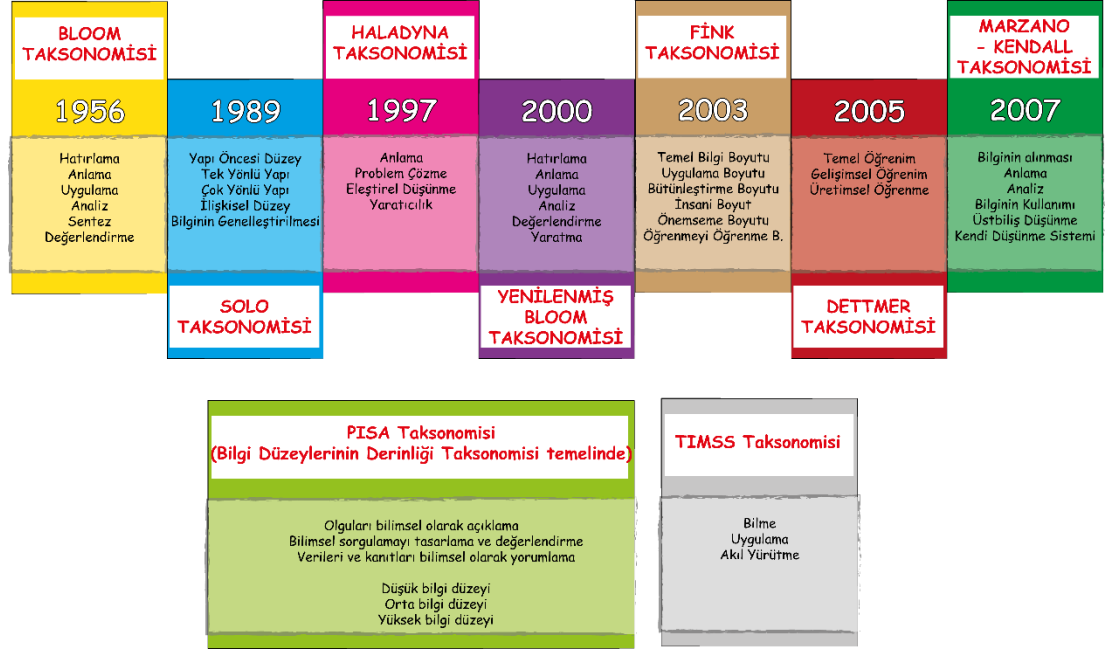 BLOOM
TAKSONOMİSİ
1956
Hatırlama
Anlama
Uygulama
Analiz
Sentez
Değerlendirme
1989
Yapı Öncesi Düzey
Tek Yönlü Yapı
Çok Yönlü Yapı
İlişkisel Düzey
Bilginin Genelleştirilmesi
SOLO
TAKSONOMİSİ
HALADYNA
TAKSONOMİSİ
1997
Anlama
Problem Çözme
Eleştirel Düşünme
Yaratıcılık
2000
Hatırlama
Anlama
Uygulama
Analiz
Değerlendirme
Yaratma
YENİLENMİŞ
BLOOM
TAKSONOMİSİ
FİNK
TAKSONOMİSİ
2003
Temel Bilgi Boyutu
Uygulama Boyutu
Bütünleştirme Boyutu
İnsani Boyut
Önemseme Boyutu
Öğrenmeyi Öğrenme B.
2005
Temel Öğrenim
Gelişimsel Öğrenim
Üretimsel Öğrenme
DETTMER
TAKSONOMİSİ
MARZANO
- KENDALL
TAKSONOMİSİ
2007
Bilginin alınması
Anlama
Analiz
Bilginin Kullanımı
Üstbiliş Düşünme
Kendi Düşünme Sistemi
PISA Taksonomisi
(Bilgi Düzeylerinin Derinliği Taksonomisi temelinde)
Olguları bilimsel olarak açıklama
Bilimsel sorgulamayı tasarlama ve değerlendirme
Verileri ve kanıtları bilimsel olarak yorumlama
Düşük bilgi düzeyi
Orta bilgi düzeyi
Yüksek bilgi düzeyi
TIMSS Taksonomisi
Bilme
Uygulama
Akıl Yürütme